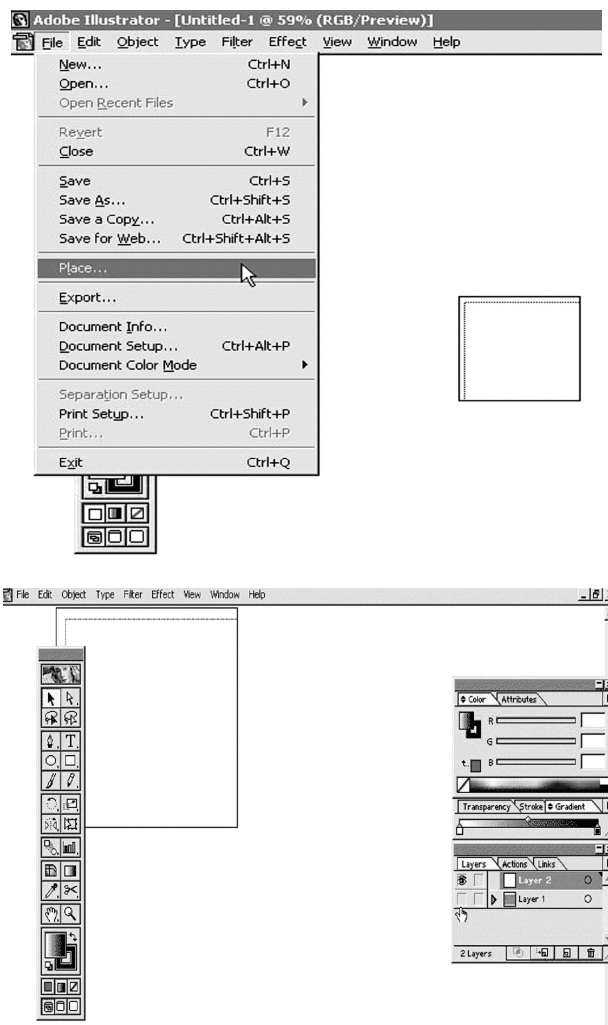 Adobe Illustrator - [Untitled-1 @ 59% (RGB/Preview)]
File Edit Object Type Filter Effect View Window Help
New... Ctrl+N
Open... Ctrl+O
Open Recent Files
Revert F12
Close Ctrl+W
Save Ctrl+S
Save As... Ctrl+Shift+S
Save a Copy... Ctrl+Alt+S
Save for Web... Ctrl+Shift+Alt+S
Place...
Export...
Document Info...
Document Setup... Ctrl+Alt+P
Document Color Mode
Separation Setup...
Print Setup... Ctrl+Shift+P
Print... Ctrl+P
Exit Ctrl+Q
File Edit Object Type Filter Effect View Window Help
T
Color Attributes
R
G
t.. B
Transparency Stroke Gradient
Layers Actions Links
Layer 2
Layer 1
2 Layers